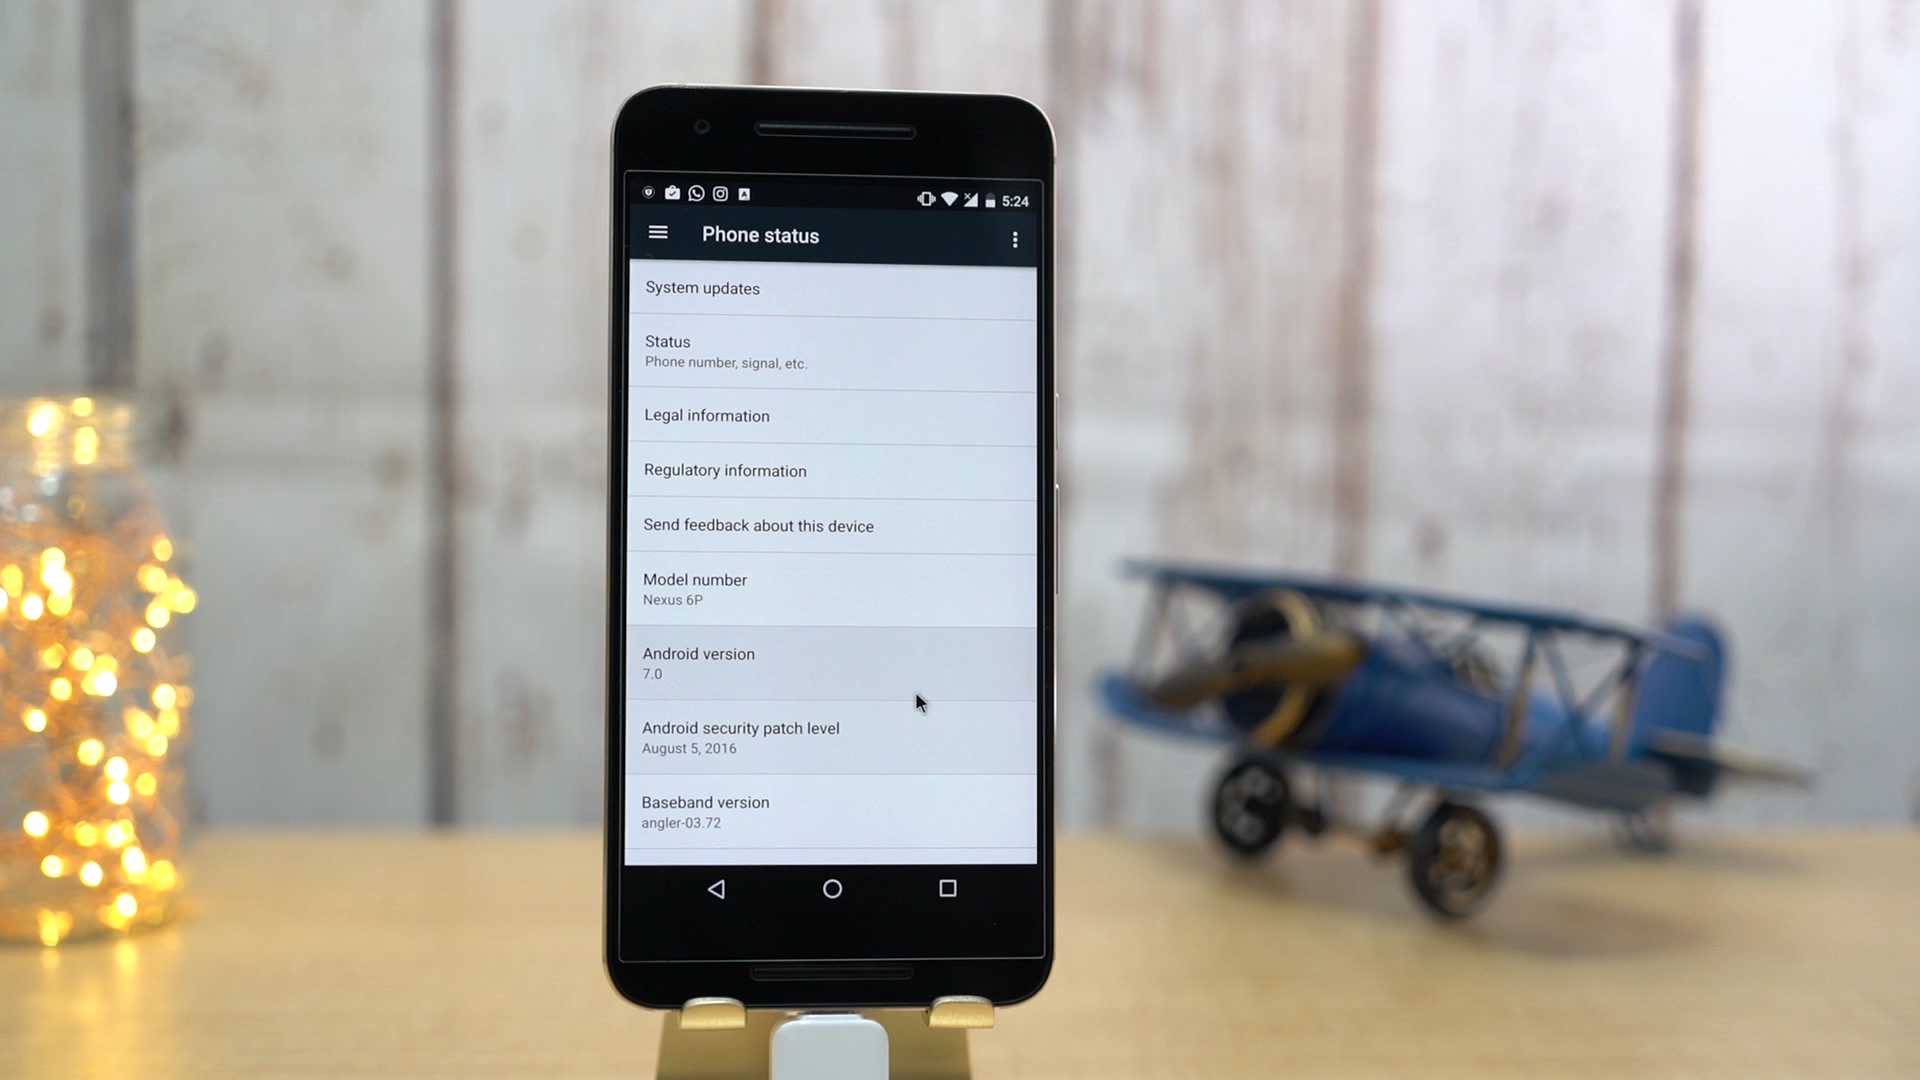 5:24
Phone status
System updates
Status
Phone number, signal, etc.
Legal information
Regulatory information
Send feedback about this device
Model number
Nexus 6P
Android version
7.0
Android security patch level
August 5, 2016
Baseband version
angler-03.72